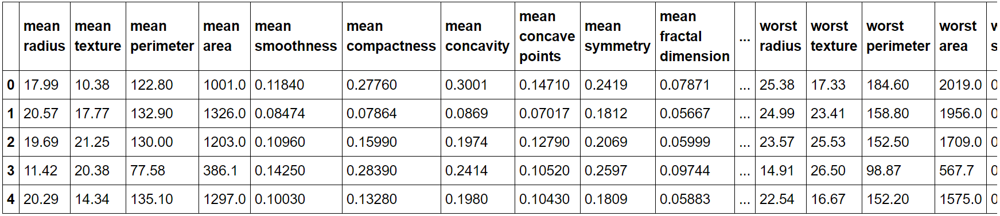 mean radius mean texture mean perimeter mean area mean smoothness mean compactness mean concavity mean concave points mean symmetry mean fractal dimension ... worst radius worst texture worst perimeter worst area
0 17.99 10.38 122.80 1001.0 0.11840 0.27760 0.3001 0.14710 0.2419 0.07871 ... 25.38 17.33 184.60 2019.0
1 20.57 17.77 132.90 1326.0 0.08474 0.07864 0.0869 0.07017 0.1812 0.05667 ... 24.99 23.41 158.80 1956.0
2 19.69 21.25 130.00 1203.0 0.10960 0.15990 0.1974 0.12790 0.2069 0.05999 ... 23.57 25.53 152.50 1709.0
3 11.42 20.38 77.58 386.1 0.14250 0.28390 0.2414 0.10520 0.2597 0.09744 ... 14.91 26.50 98.87 567.7
4 20.29 14.34 135.10 1297.0 0.10030 0.13280 0.1980 0.10430 0.1809 0.05883 ... 22.54 16.67 152.20 1575.0